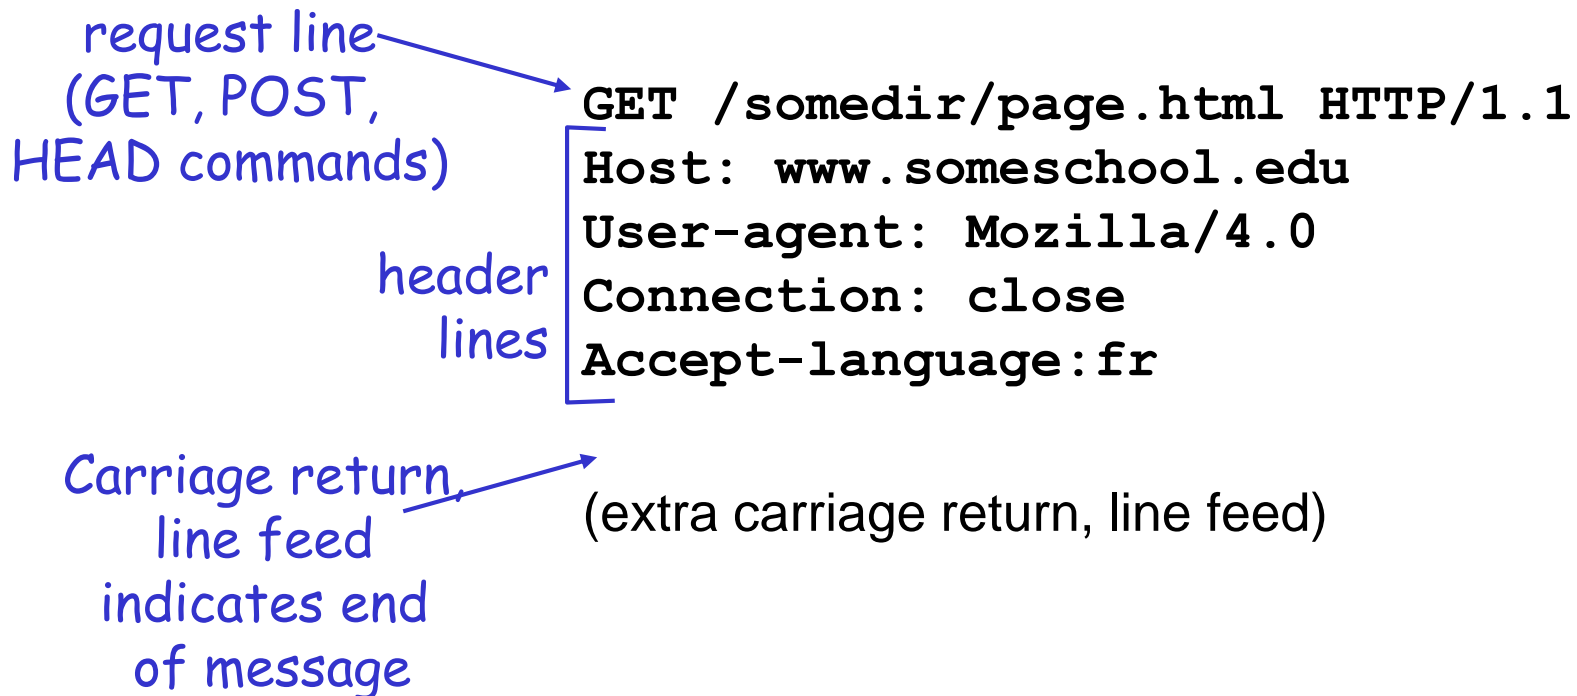 request line
(GET, POST,
HEAD commands)
GET /somedir/page.html HTTP/1.1
Host: www.someschool.edu
User-agent: Mozilla/4.0
Connection: close
Accept-language:fr
header
lines
Carriage return,
line feed
indicates end
of message
(extra carriage return, line feed)